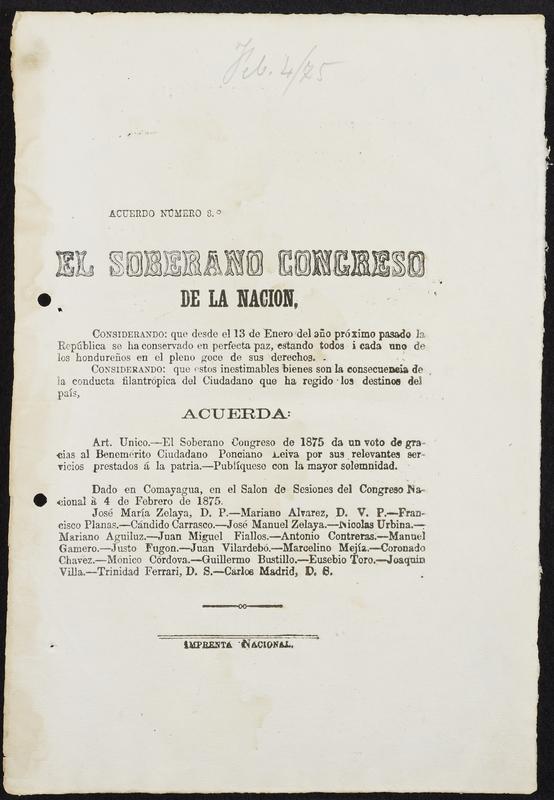 Feb. 4/75
ACUERDO NÚMERO 8.°
EL SOBERANO CONGRESO
DE LA NACION,
CONSIDERANDO: que desde el 13 de Enero del año próximo pasado la
República se ha conservado en perfecta paz, estando todos i cada uno de
los hondureños en el pleno goce de sus derechos.
CONSIDERANDO: que estos inestimables bienes son la consecuencia de
la conducta filantrópica del Ciudadano que ha regido los destinos del
país,
ACUERDA:
Art. Unico.—El Soberano Congreso de 1875 da un voto de gra-
cias al Benemérito Ciudadano Ponciano Leiva por sus relevantes ser-
vicios prestados á la patria.—Publíquese con la mayor solemnidad.
Dado en Comayagua, en el Salon de Sesiones del Congreso Na-
cional á 4 de Febrero de 1875.
José María Zelaya, D. P.—Mariano Alvarez, D. V. P.—Fran-
cisco Planas.—Cándido Carrasco.—José Manuel Zelaya.—Nicolas Urbina.—
Mariano Aguiluz.—Juan Miguel Fiallos.—Antonio Contreras.—Manuel
Gamero.—Justo Fugon.—Juan Vilardebó.—Marcelino Mejía.—Coronado
Chavez.—Mónico Córdova.—Guillermo Bustillo.—Eusebio Toro.—Joaquin
Villa.—Trinidad Ferrari, D. S.—Carlos Madrid, D. S.
IMPRENTA NACIONAL.